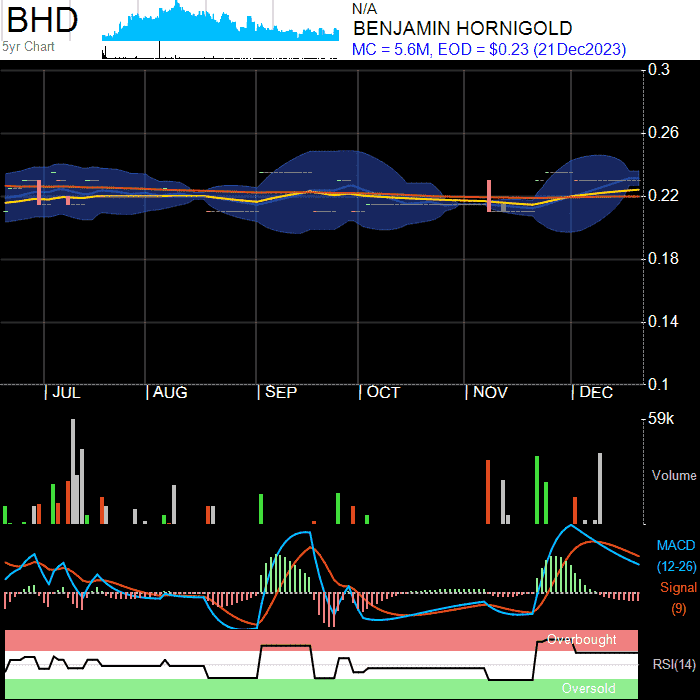 BHD
5yr Chart
N/A
BENJAMIN HORNIGOLD
MC = 5.6M, EOD = $0.23 (21Dec2023)
0.3
0.26
0.22
0.18
0.14
0.1
JUL
AUG
SEP
OCT
NOV
DEC
59k
Volume
MACD
(12-26)
Signal
(9)
Overbought
RSI(14)
Oversold